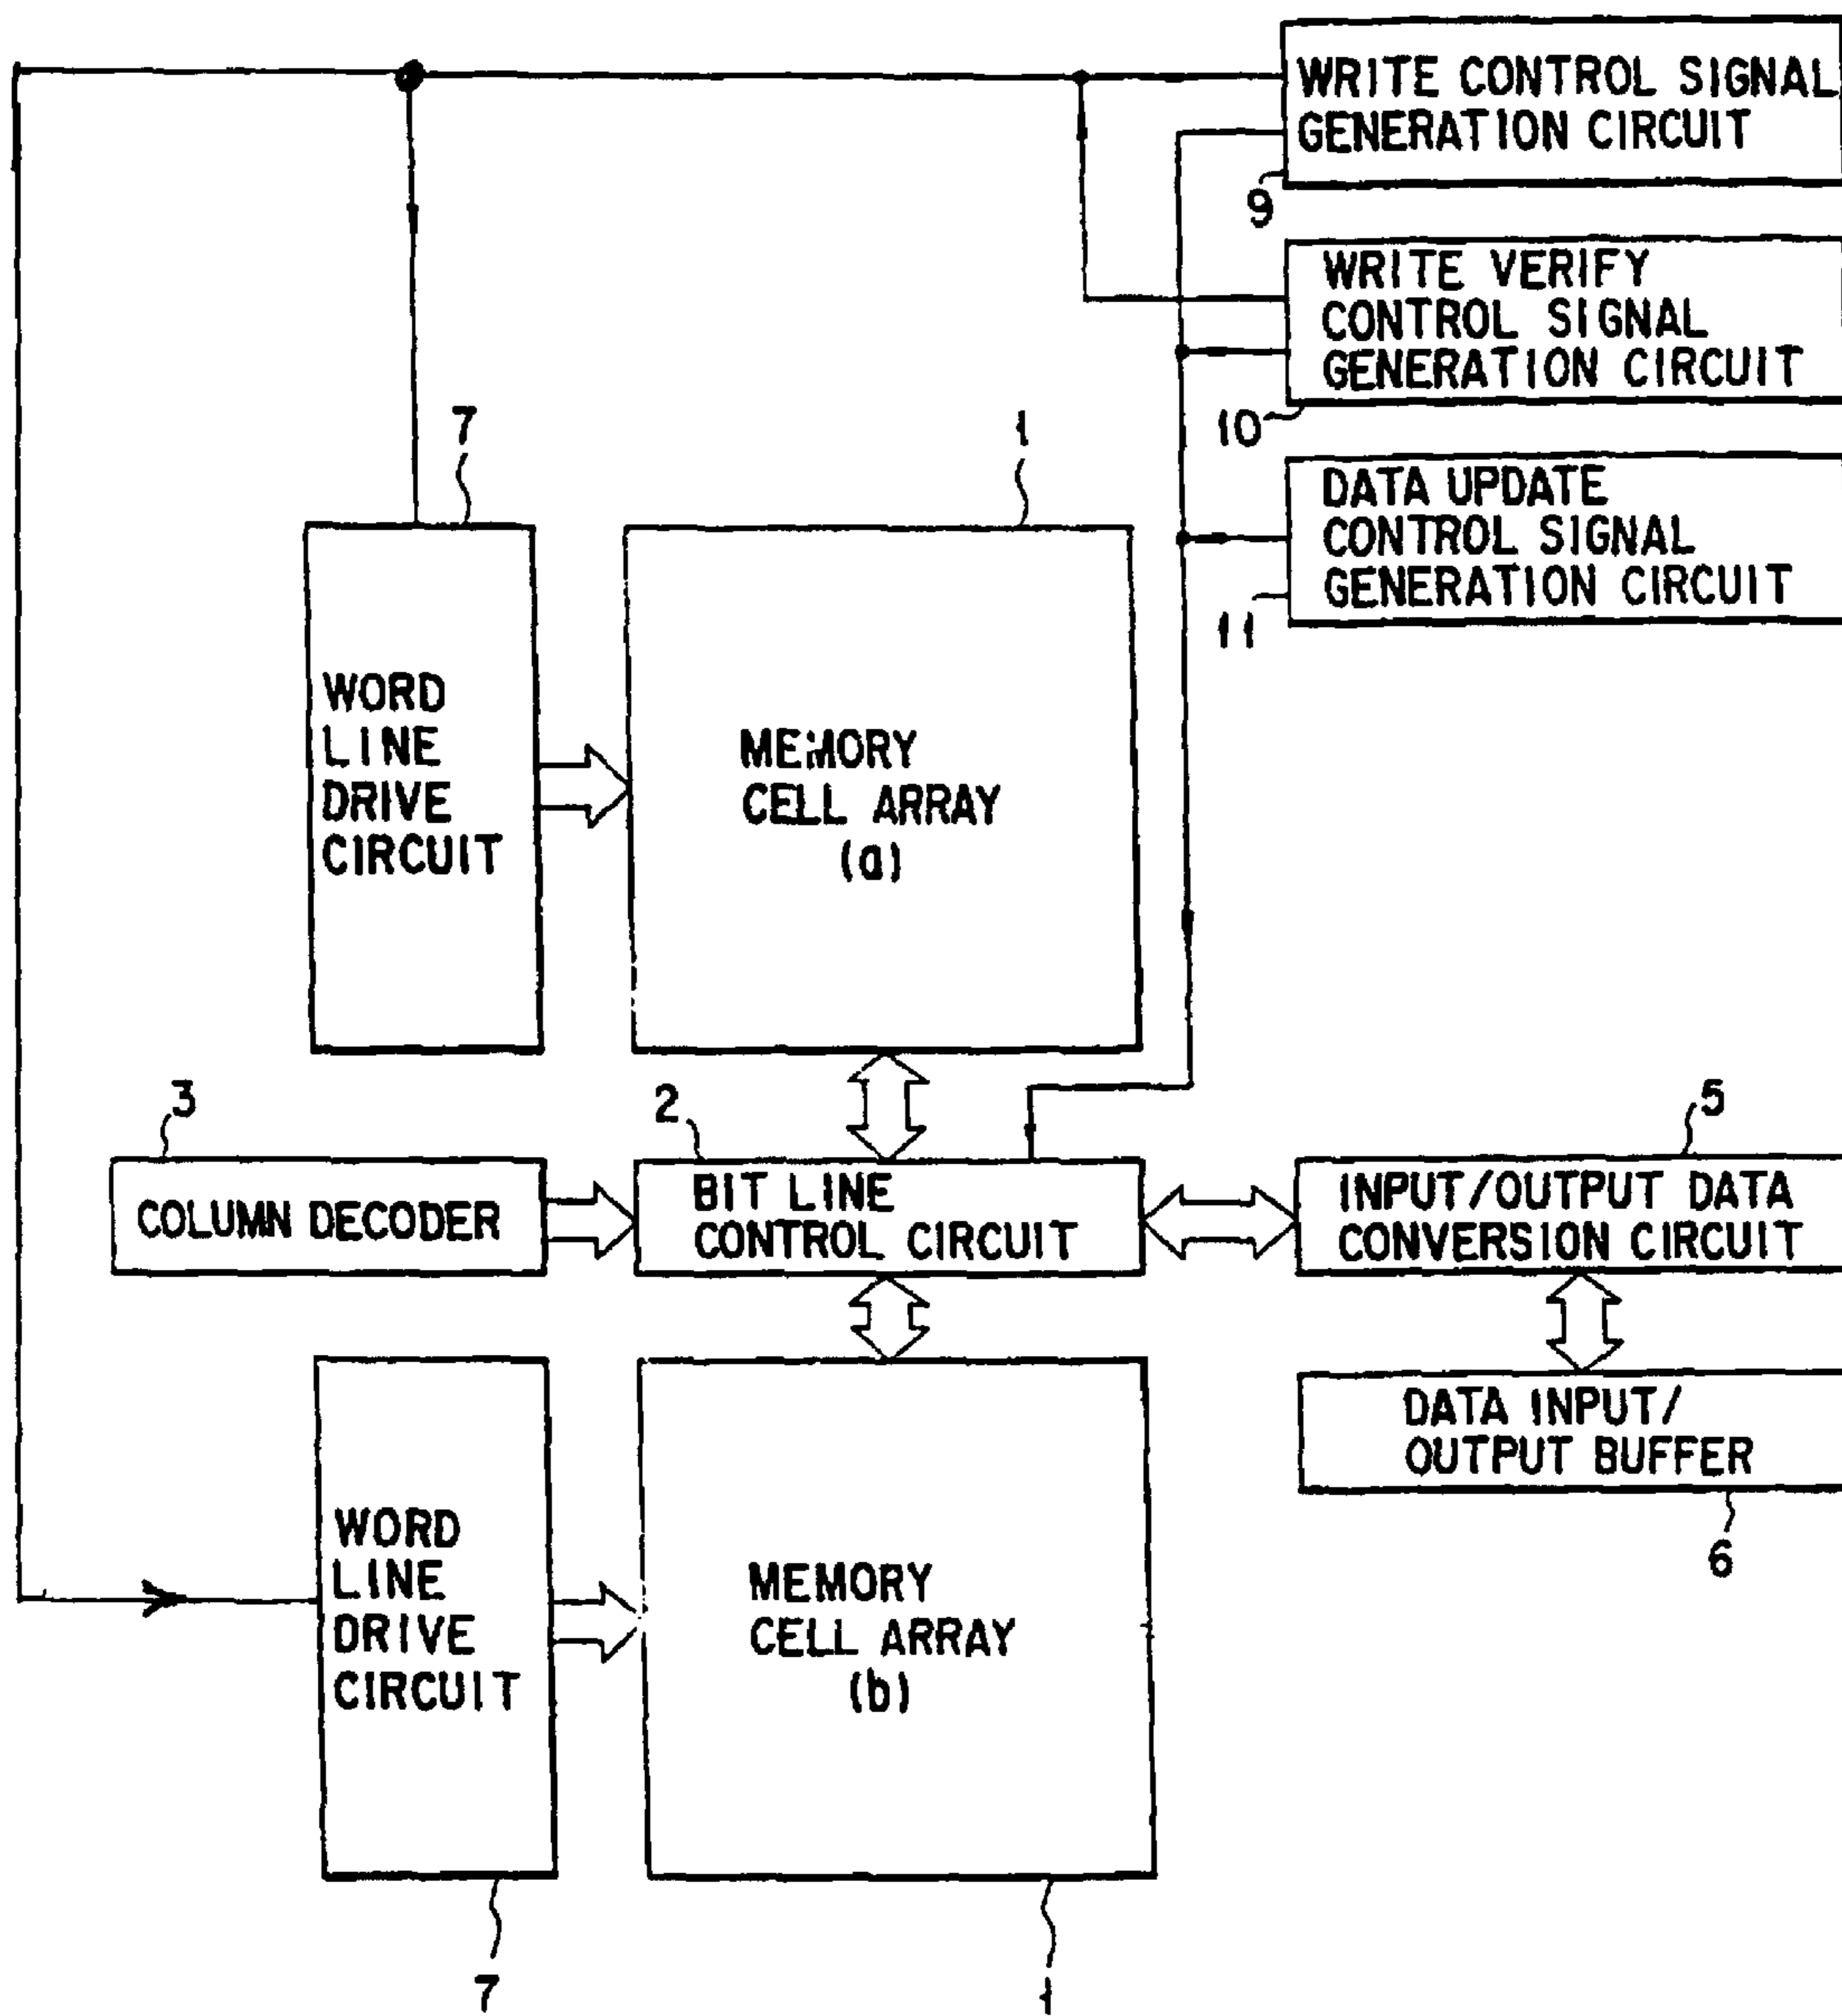 WRITE CONTROL SIGNAL
GENERATION CIRCUIT
9
WRITE VERIFY
CONTROL SIGNAL
GENERATION CIRCUIT
10
DATA UPDATE
CONTROL SIGNAL
GENERATION CIRCUIT
11
7
1
WORD
LINE
DRIVE
CIRCUIT
MEMORY
CELL ARRAY
(a)
3
2
5
COLUMN DECODER
BIT LINE
CONTROL CIRCUIT
INPUT/OUTPUT DATA
CONVERSION CIRCUIT
DATA INPUT/
OUTPUT BUFFER
6
WORD
LINE
DRIVE
CIRCUIT
MEMORY
CELL ARRAY
(b)
7
1